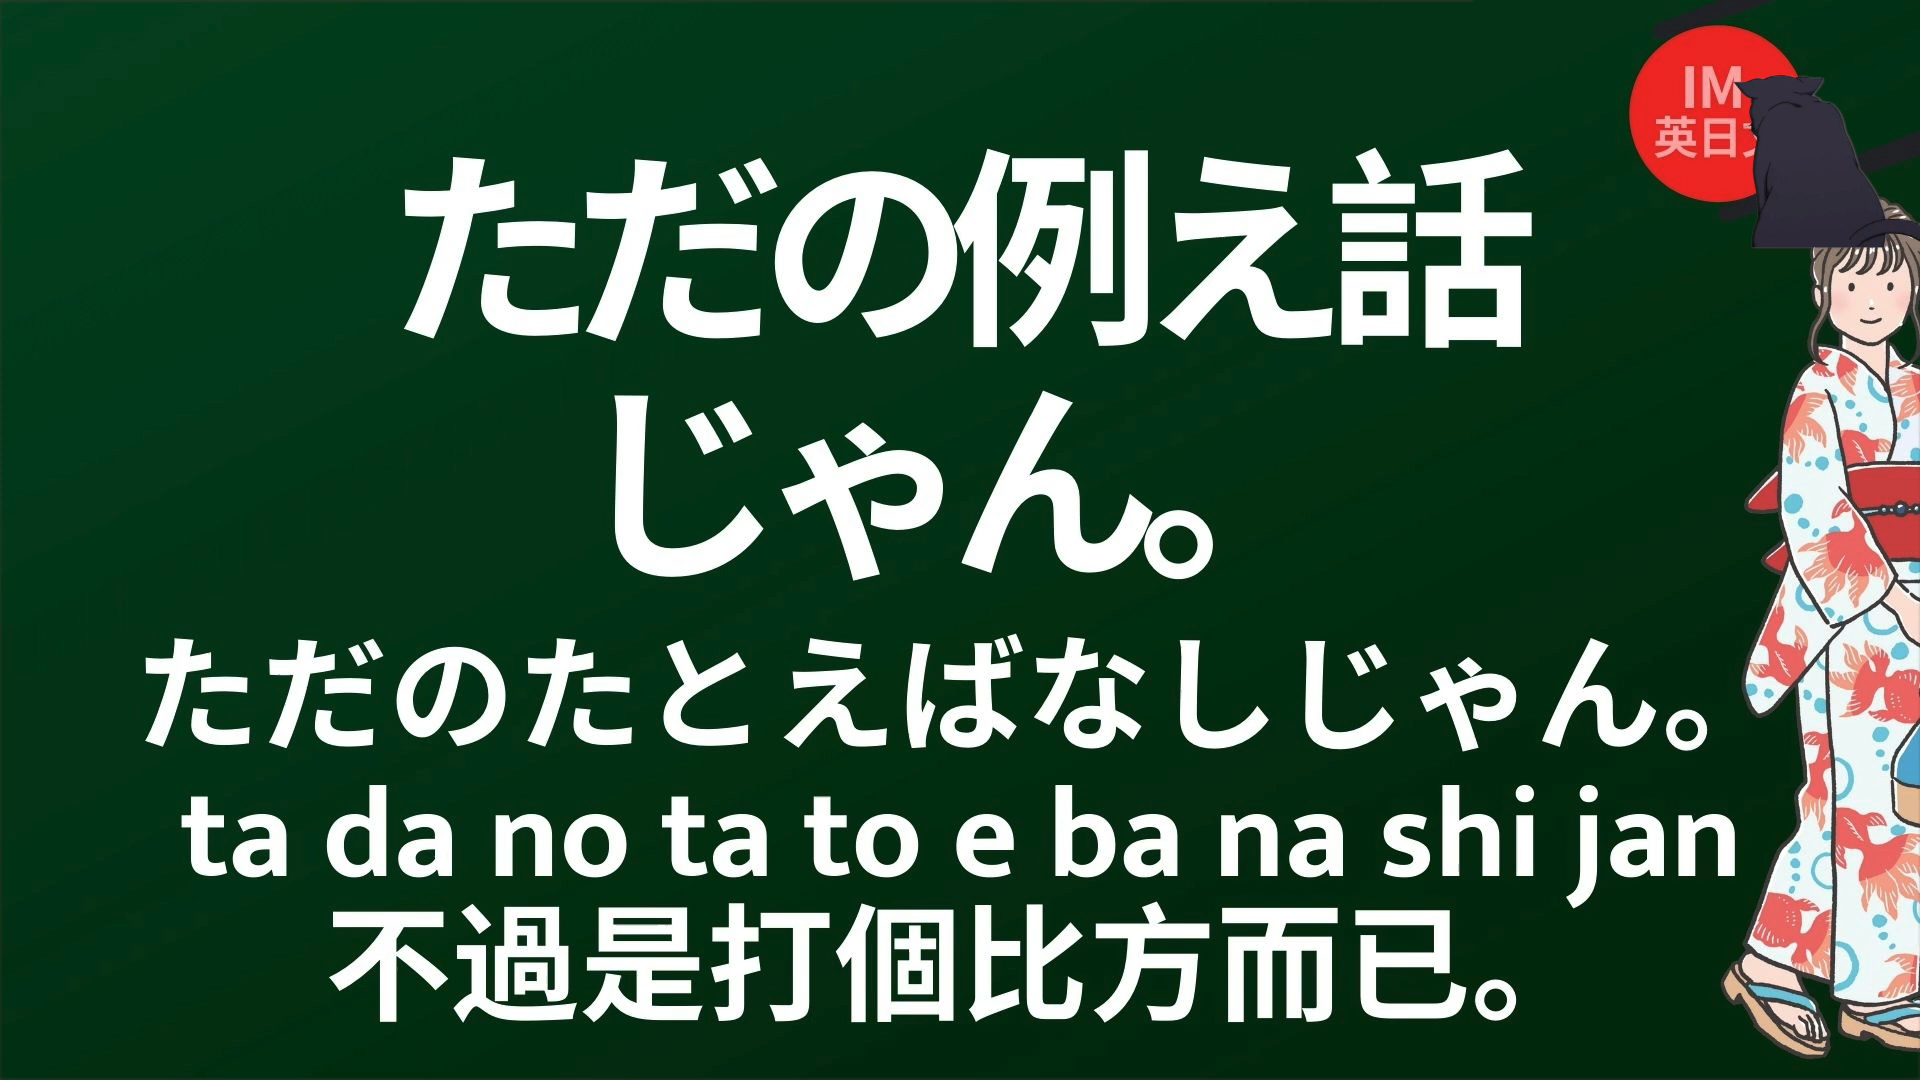 IM
英日
ただの例え話
じゃん。
ただのたとえばなしじゃん。
ta da no ta to e ba na shi jan
不過是打個比方而已。